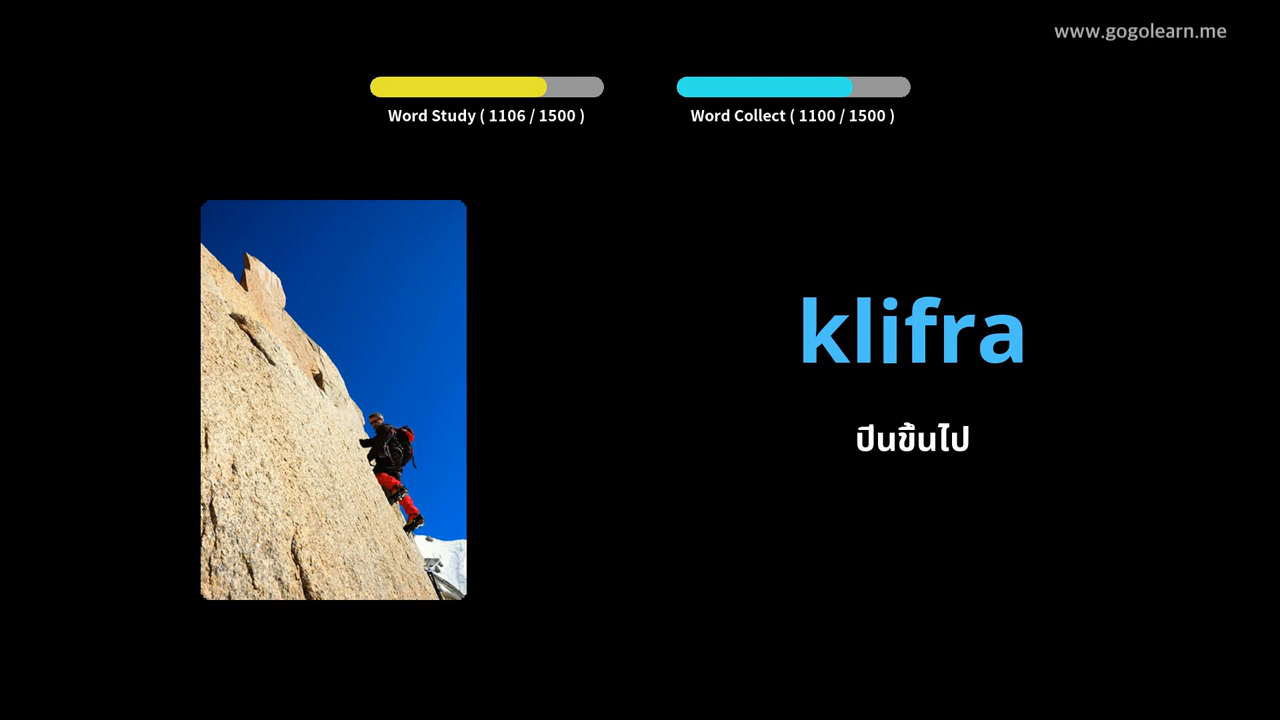 www.gogolearn.me
Word Study ( 1106 / 1500 )
Word Collect ( 1100 / 1500 )
klifra
ปีนขึ้นไป